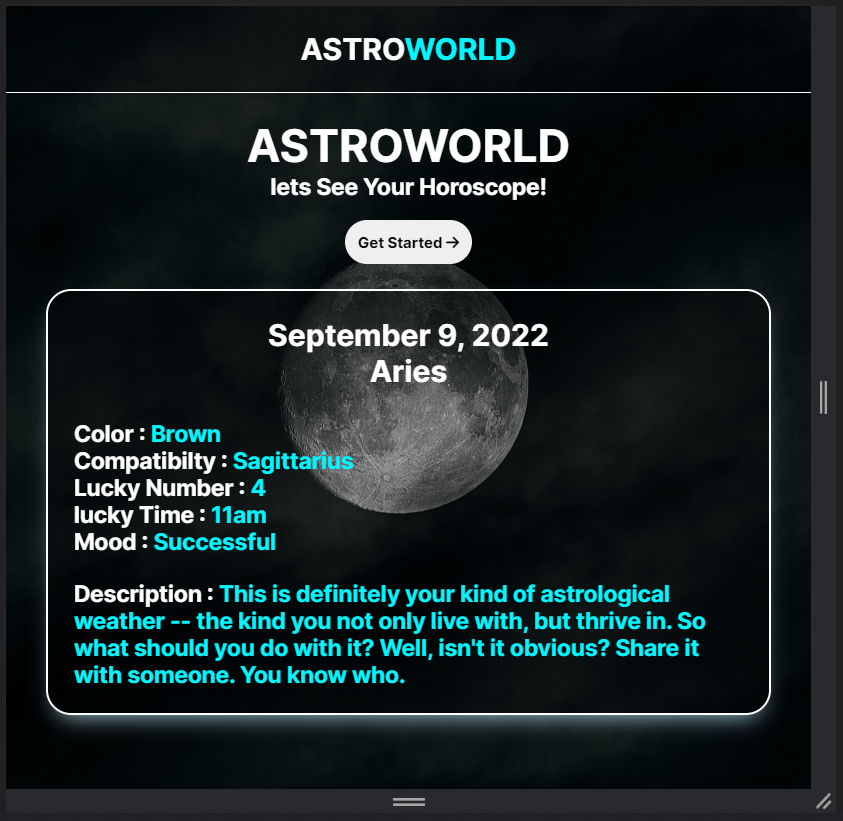 ASTROWORLD
ASTROWORLD
lets See Your Horoscope!
Get Started →
September 9, 2022
Aries
Color : Brown
Compatibilty : Sagittarius
Lucky Number : 4
lucky Time : 11am
Mood : Successful
Description : This is definitely your kind of astrological
weather -- the kind you not only live with, but thrive in. So
what should you do with it? Well, isn't it obvious? Share it
with someone. You know who.